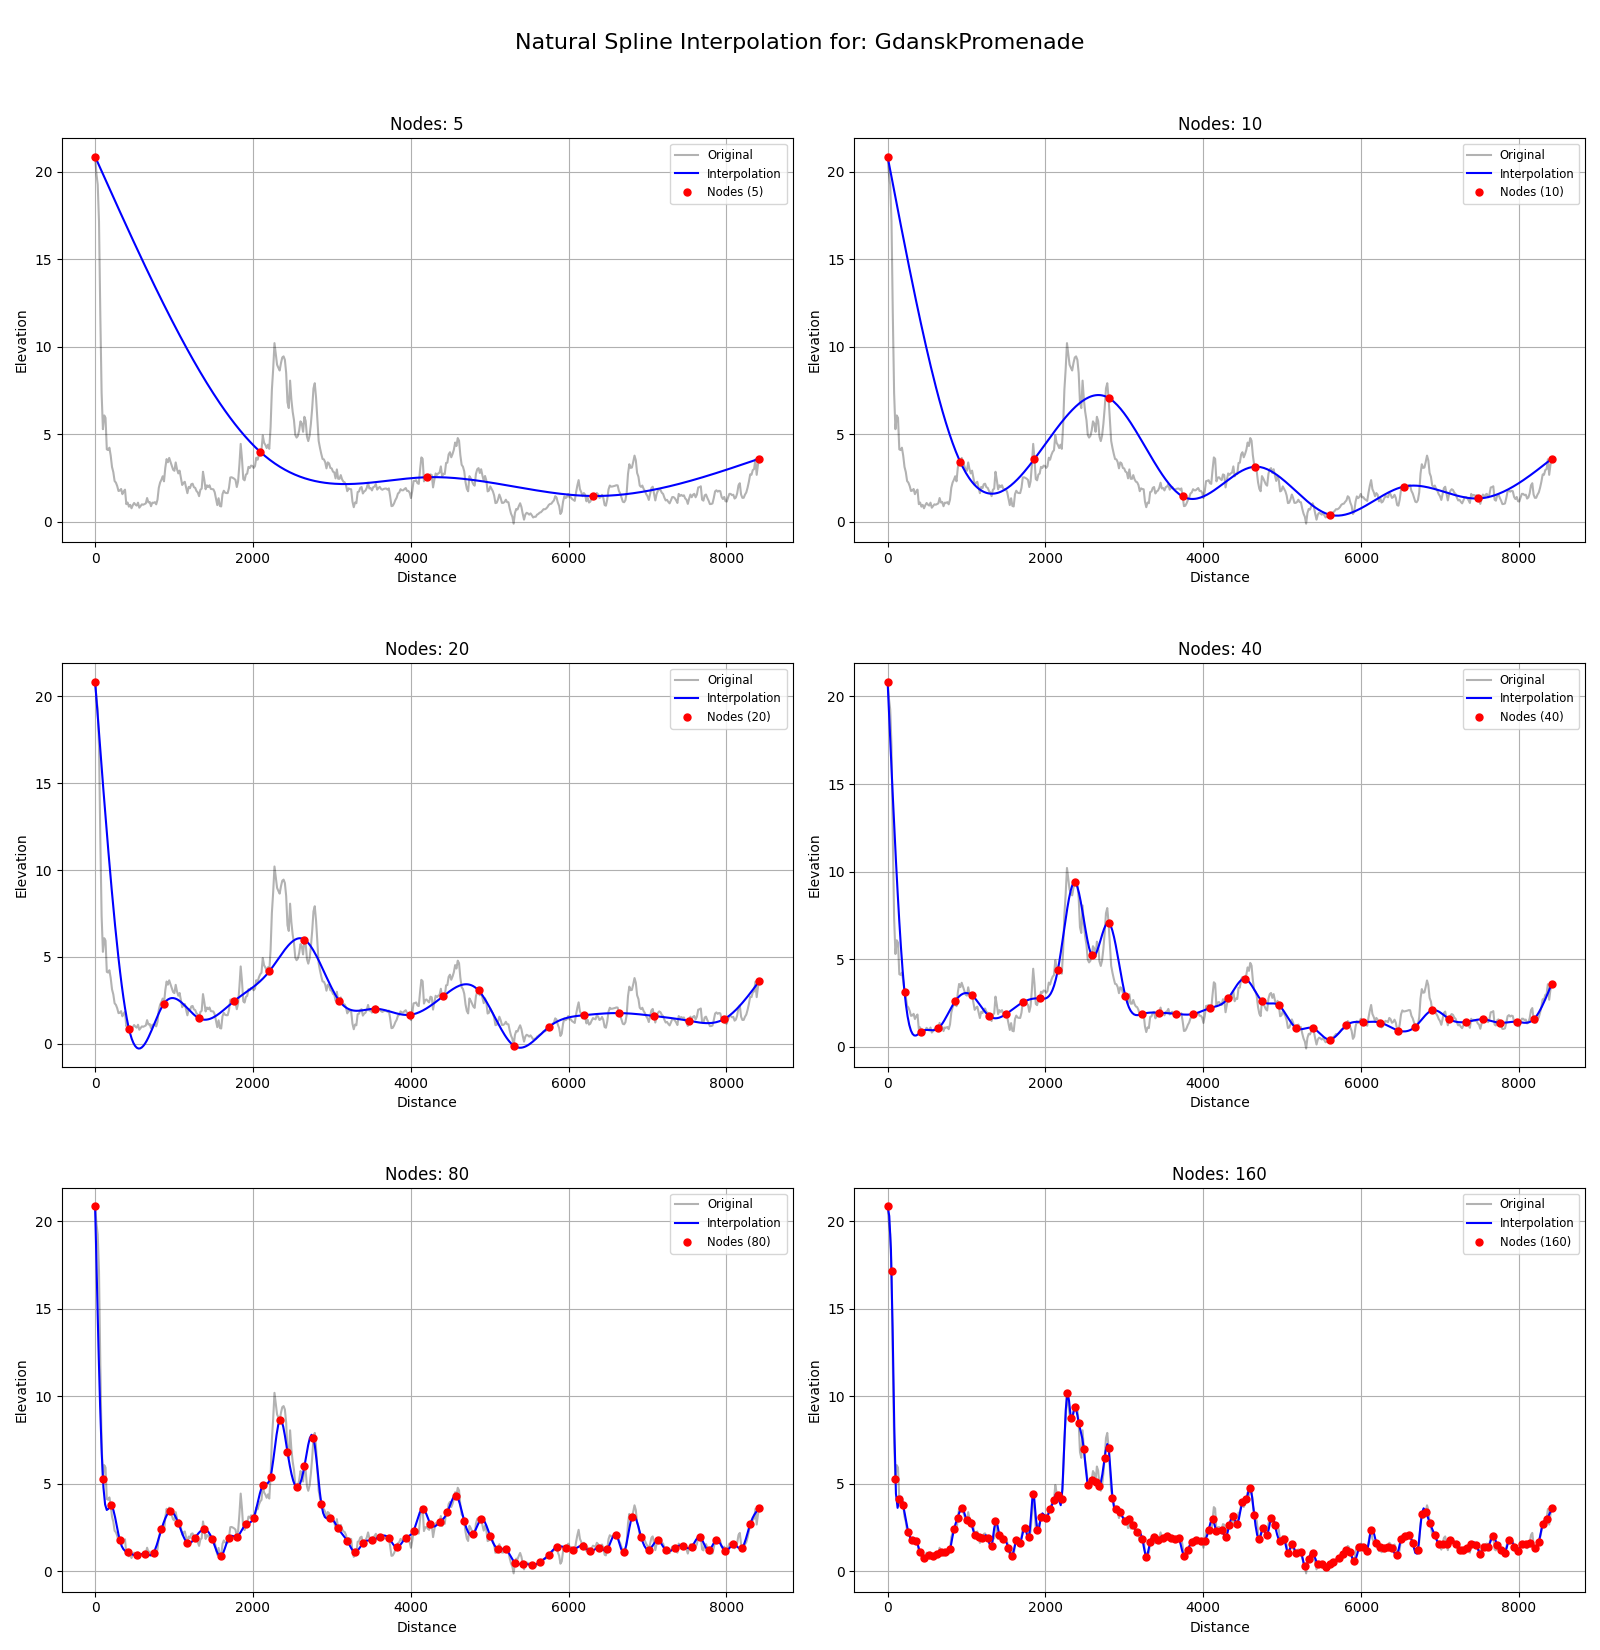 Natural Spline Interpolation for: GdanskPromenade
Nodes: 5
Original
Interpolation
Nodes (5)
Elevation
20
15
10
5
0
0 2000 4000 6000 8000
Distance
Nodes: 10
Original
Interpolation
Nodes (10)
Elevation
20
15
10
5
0
0 2000 4000 6000 8000
Distance
Nodes: 20
Original
Interpolation
Nodes (20)
Elevation
20
15
10
5
0
0 2000 4000 6000 8000
Distance
Nodes: 40
Original
Interpolation
Nodes (40)
Elevation
20
15
10
5
0
0 2000 4000 6000 8000
Distance
Nodes: 80
Original
Interpolation
Nodes (80)
Elevation
20
15
10
5
0
0 2000 4000 6000 8000
Distance
Nodes: 160
Original
Interpolation
Nodes (160)
Elevation
20
15
10
5
0
0 2000 4000 6000 8000
Distance